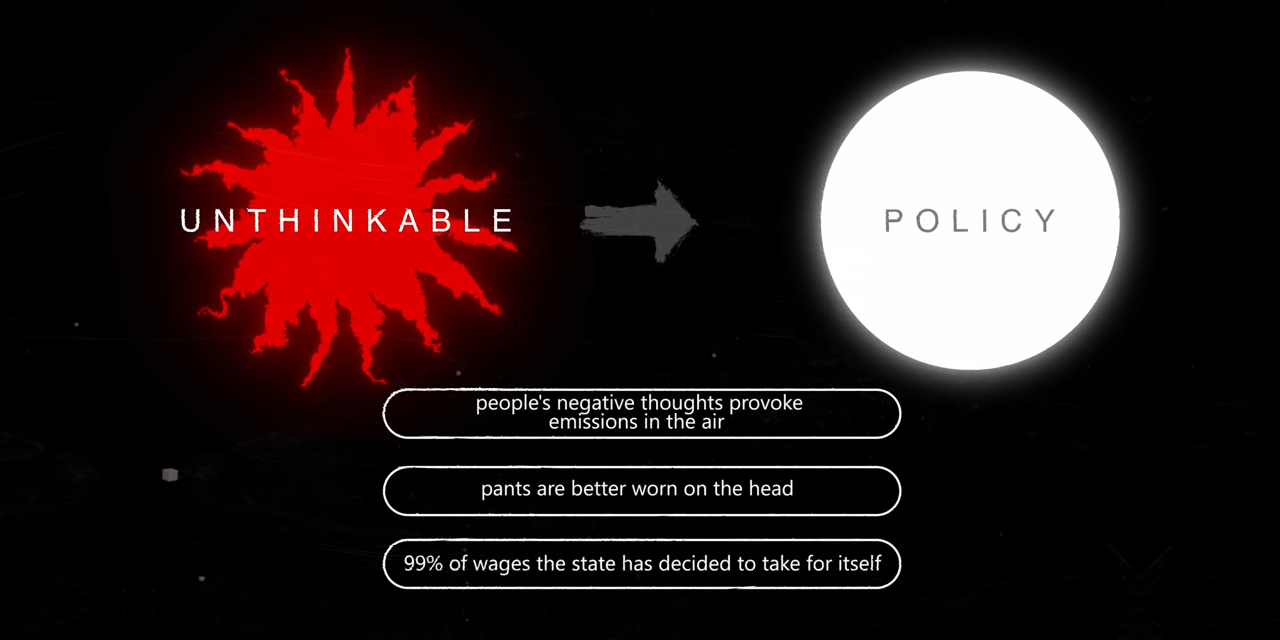 UNTHINKABLE
POLICY
people's negative thoughts provoke
emissions in the air
pants are better worn on the head
99% of wages the state has decided to take for itself